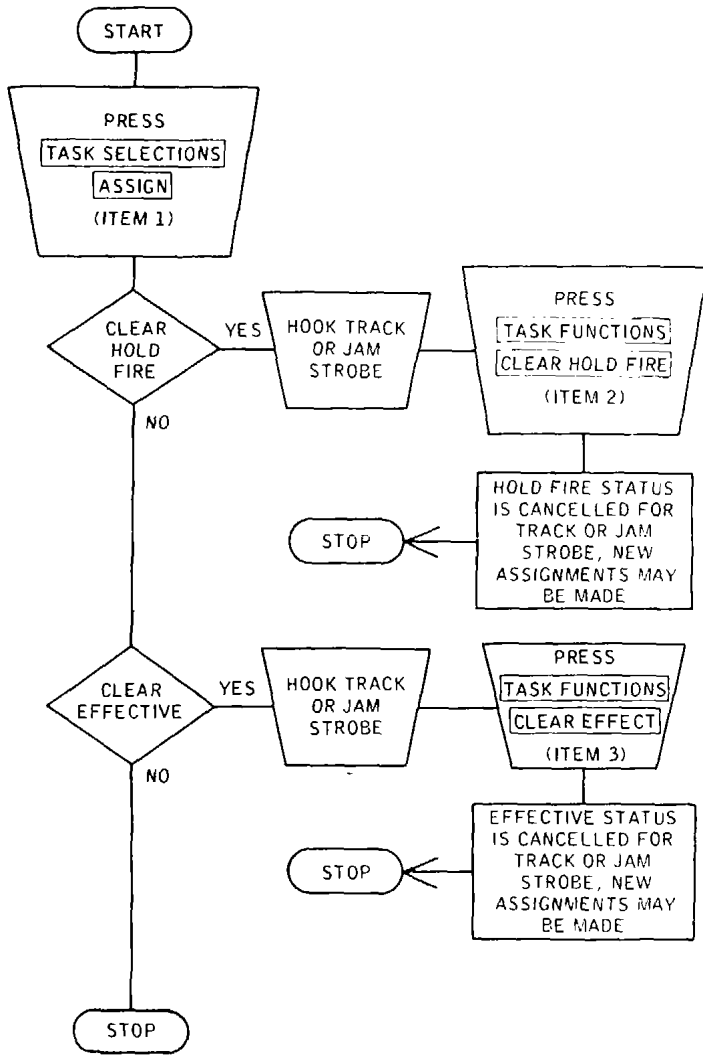 START
PRESS
TASK SELECTIONS
ASSIGN
(ITEM 1)
CLEAR
HOLD
FIRE
YES
NO
HOOK TRACK
OR JAM
STROBE
PRESS
TASK FUNCTIONS
CLEAR HOLD FIRE
(ITEM 2)
HOLD FIRE STATUS
IS CANCELLED FOR
TRACK OR JAM
STROBE, NEW
ASSIGNMENTS MAY
BE MADE
STOP
CLEAR
EFFECTIVE
YES
NO
HOOK TRACK
OR JAM
STROBE
PRESS
TASK FUNCTIONS
CLEAR EFFECT
(ITEM 3)
EFFECTIVE STATUS
IS CANCELLED FOR
TRACK OR JAM
STROBE, NEW
ASSIGNMENTS MAY
BE MADE
STOP
STOP